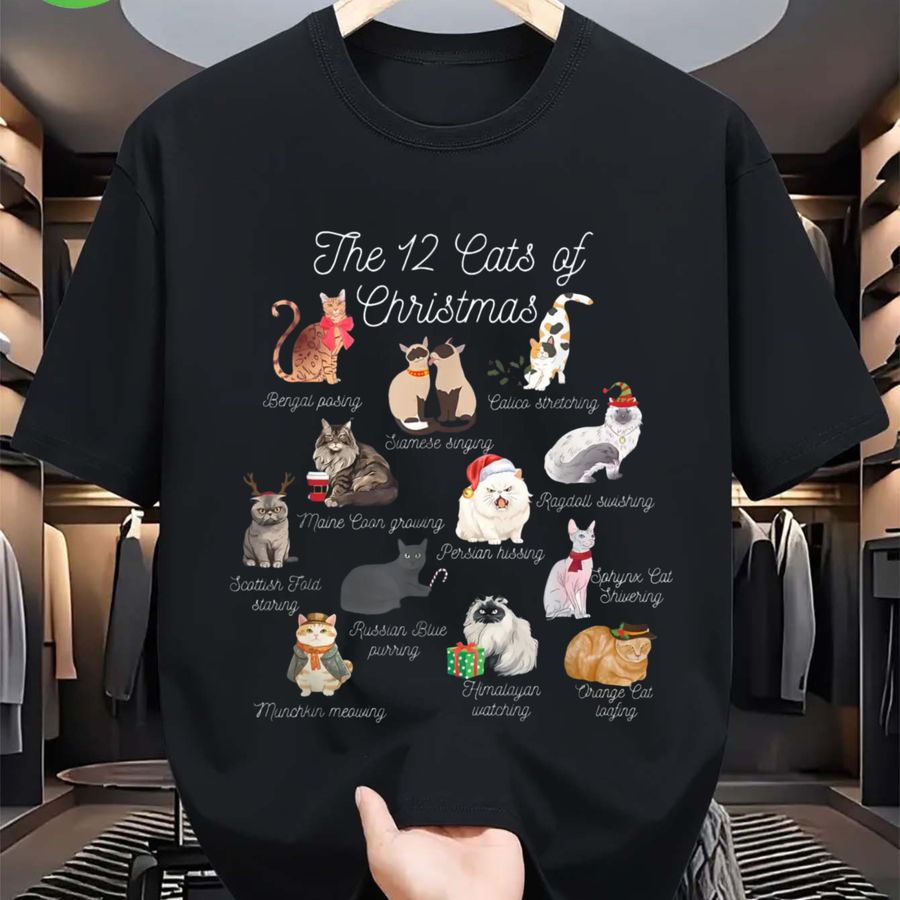 The 12 Cats of
Christmas
Bengal posing
Siamese singing
Calico stretching
Maine Coon growing
Ragdoll swishing
Persian hissing
Scottish Fold
staring
Russian Blue
purring
Sphynx Cat
Shivering
Munchkin meowing
Himalayan
watching
Orange Cat
loafing